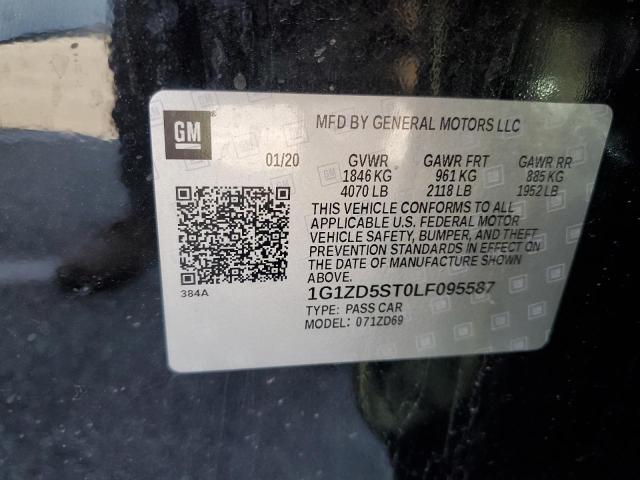 GM
MFD BY GENERAL MOTORS LLC
01/20 GVWR GAWR FRT GAWR RR
1846 KG 961 KG 885 KG
4070 LB 2118 LB 1952 LB
THIS VEHICLE CONFORMS TO ALL
APPLICABLE U.S. FEDERAL MOTOR
VEHICLE SAFETY, BUMPER, AND THEFT
PREVENTION STANDARDS IN EFFECT ON
THE DATE OF MANUFACTURE SHOWN
ABOVE.
384A
1G1ZD5ST0LF095587
TYPE: PASS CAR
MODEL: 071ZD69